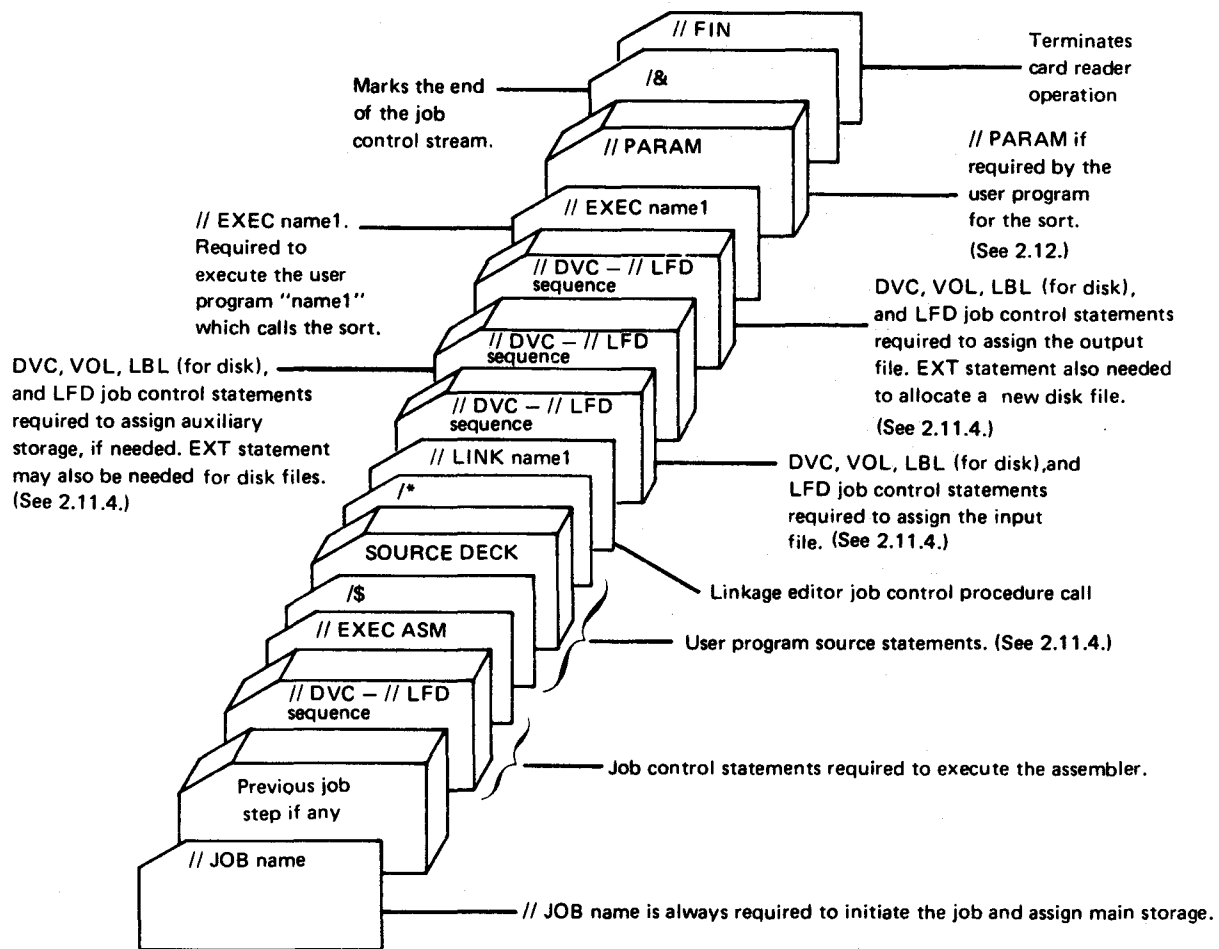 // FIN
Terminates
card reader
operation
/&
Marks the end
of the job
control stream.
// PARAM
// PARAM if
required by the
user program
for the sort.
(See 2.12.)
// EXEC name1
// EXEC name1.
Required to
execute the user
program "name1"
which calls the sort.
// DVC – // LFD
sequence
DVC, VOL, LBL (for disk),
and LFD job control statements
required to assign the output
file. EXT statement also needed
to allocate a new disk file.
(See 2.11.4.)
// DVC – // LFD
sequence
DVC, VOL, LBL (for disk),
and LFD job control statements
required to assign auxiliary
storage, if needed. EXT statement
may also be needed for disk files.
(See 2.11.4.)
// DVC – // LFD
sequence
DVC, VOL, LBL (for disk),and
LFD job control statements
required to assign the input
file. (See 2.11.4.)
// LINK name1
Linkage editor job control procedure call
/*
SOURCE DECK
/$
User program source statements. (See 2.11.4.)
// EXEC ASM
// DVC – // LFD
sequence
Job control statements required to execute the assembler.
Previous job
step if any
// JOB name
// JOB name is always required to initiate the job and assign main storage.